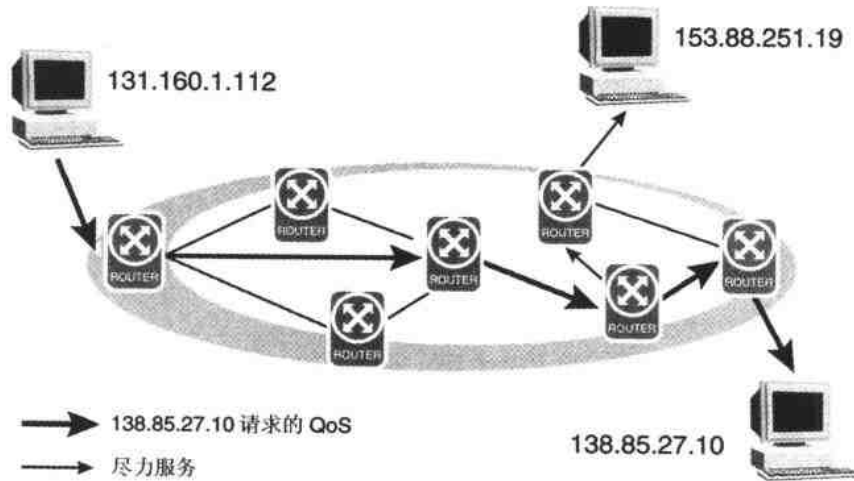 153.88.251.19
131.160.1.112
ROUTER
ROUTER
ROUTER
ROUTER
ROUTER
ROUTER
ROUTER
138.85.27.10 请求的 QoS
138.85.27.10
尽力服务